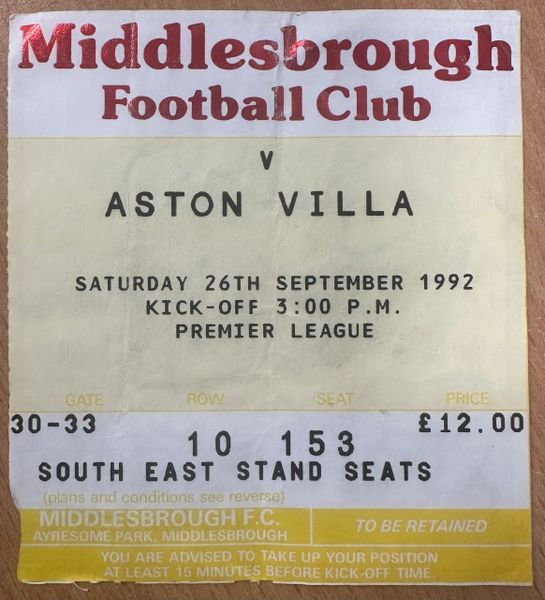 Middlesbrough
Football Club
V
ASTON VILLA
SATURDAY 26TH SEPTEMBER 1992
KICK-OFF 3:00 P.M.
PREMIER LEAGUE
GATE ROW SEAT PRICE
30-33 10 153 £12.00
SOUTH EAST STAND SEATS
(plans and conditions see reverse)
MIDDLESBROUGH F.C.
AYRESOME PARK, MIDDLESBROUGH
TO BE RETAINED
YOU ARE ADVISED TO TAKE UP YOUR POSITION
AT LEAST 15 MINUTES BEFORE KICK-OFF TIME.